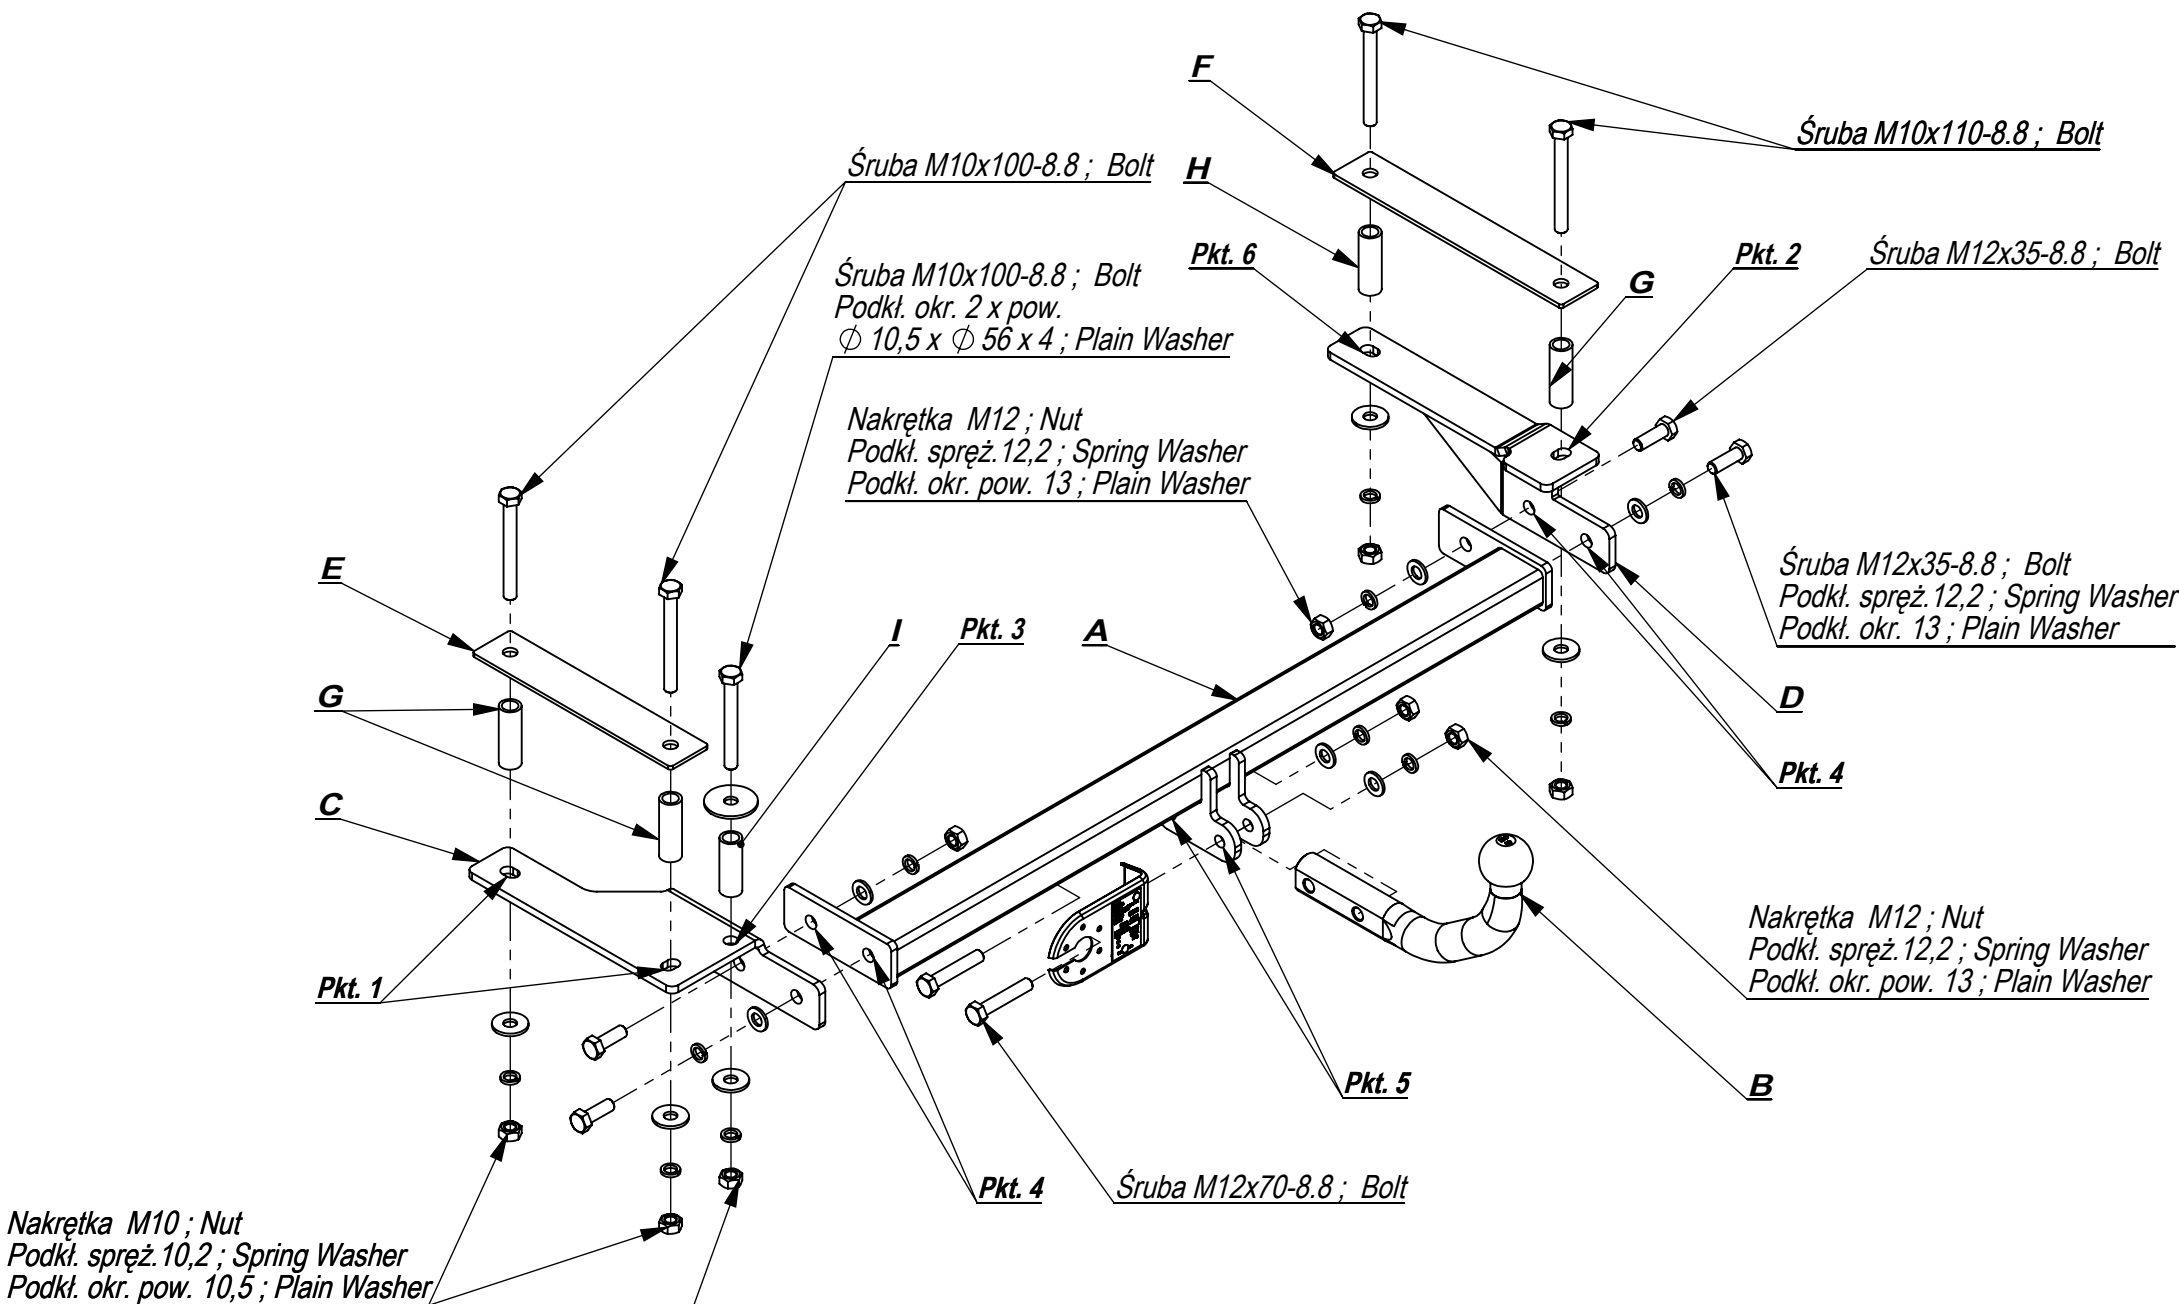 F
Śruba M10x110-8.8 ; Bolt
Śruba M10x100-8.8 ; Bolt
H
Pkt. 6
Pkt. 2
Śruba M12x35-8.8 ; Bolt
G
Śruba M10x100-8.8 ; Bolt
Podkł. okr. 2 x pow.
∅ 10,5 x ∅ 56 x 4 ; Plain Washer
Nakrętka M12 ; Nut
Podkł. spręż.12,2 ; Spring Washer
Podkł. okr. pow. 13 ; Plain Washer
Śruba M12x35-8.8 ; Bolt
Podkł. spręż.12,2 ; Spring Washer
Podkł. okr. 13 ; Plain Washer
E
I
Pkt. 3
A
G
D
Pkt. 4
C
Pkt. 1
Nakrętka M12 ; Nut
Podkł. spręż.12,2 ; Spring Washer
Podkł. okr. pow. 13 ; Plain Washer
Pkt. 5
B
Pkt. 4
Śruba M12x70-8.8 ; Bolt
Nakrętka M10 ; Nut
Podkł. spręż.10,2 ; Spring Washer
Podkł. okr. pow. 10,5 ; Plain Washer